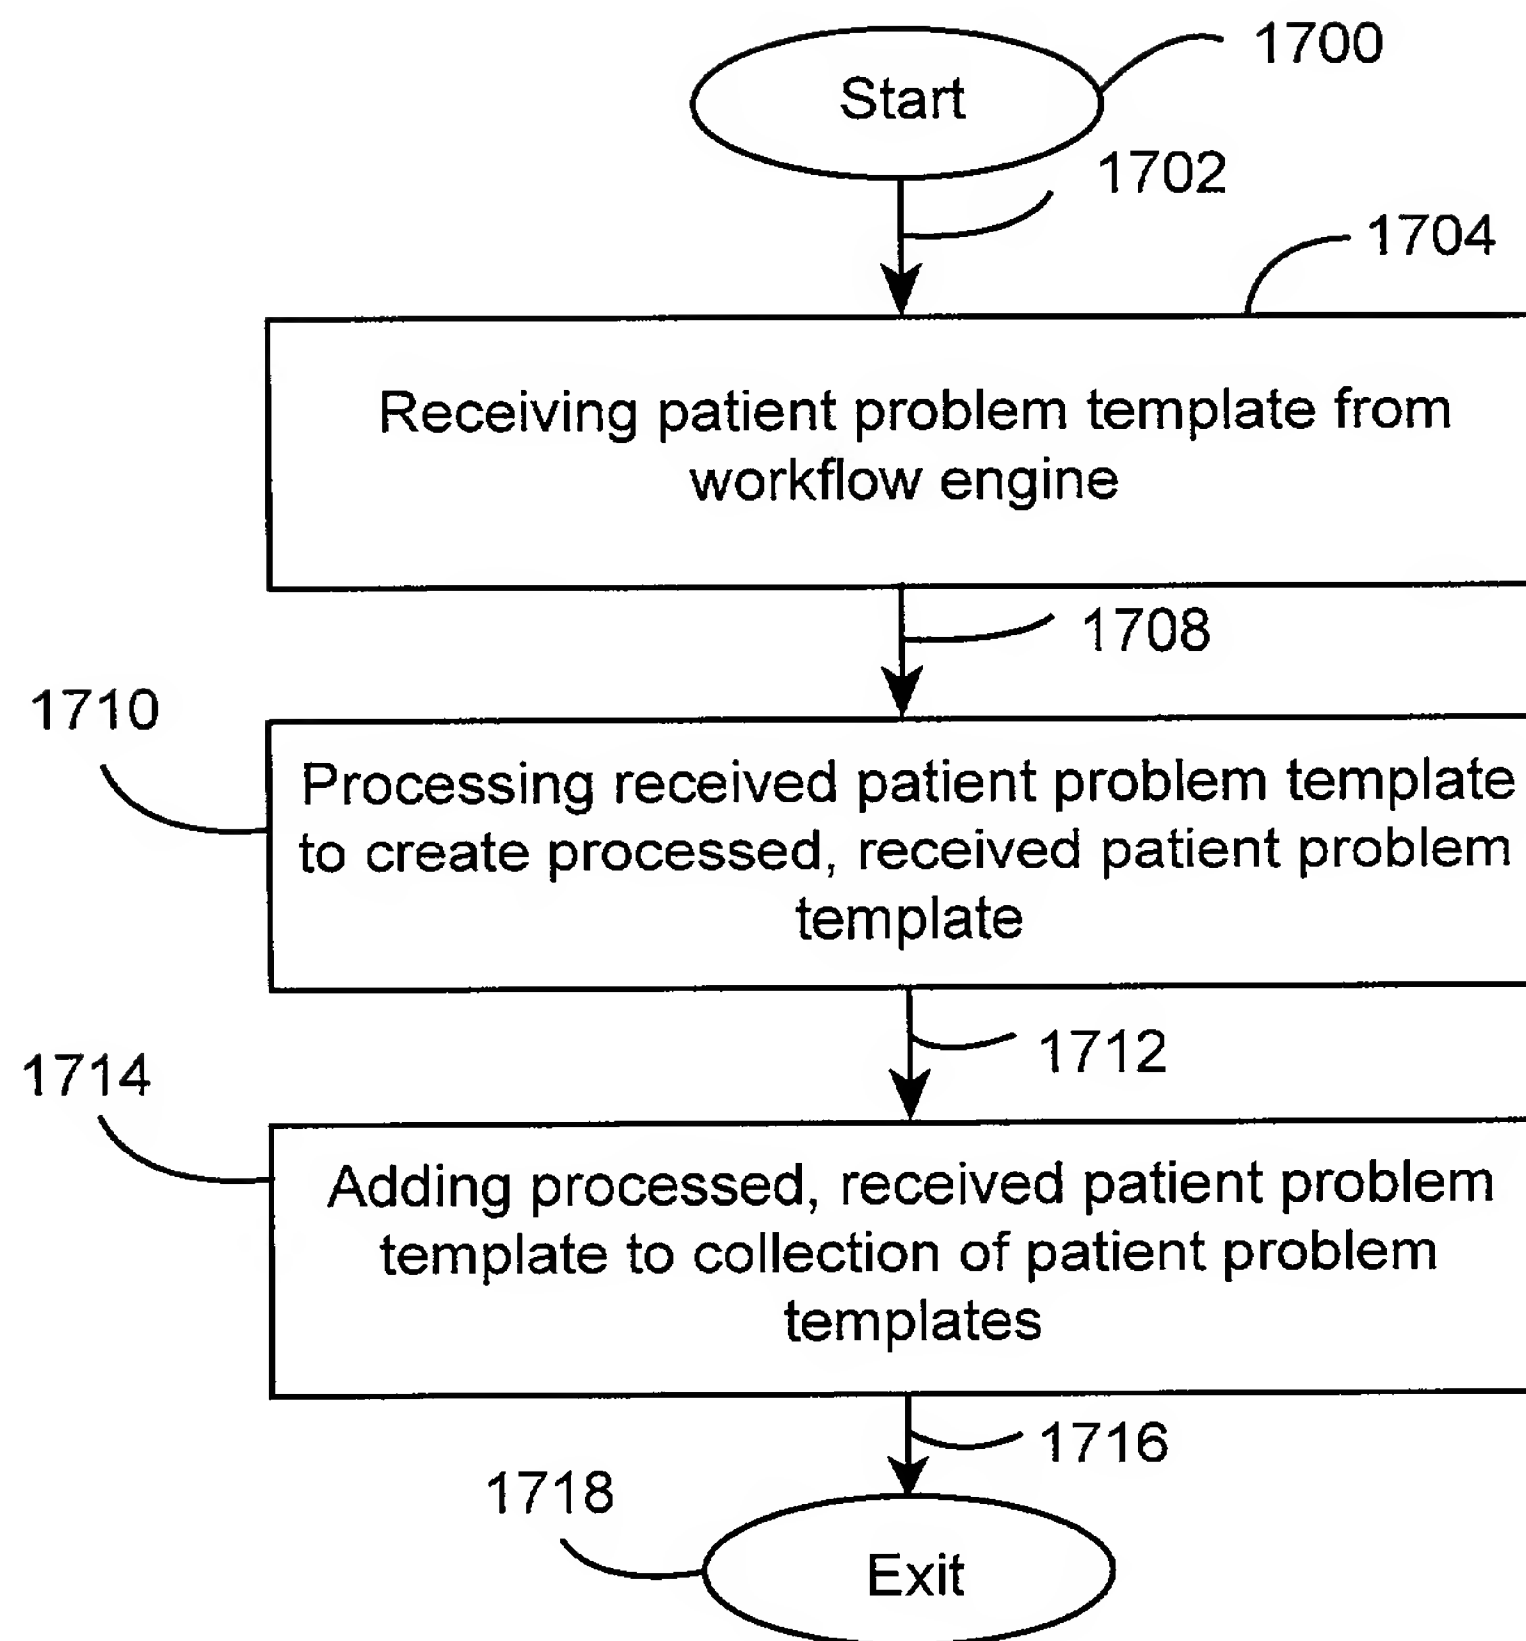 1700
Start
1702
1704
Receiving patient problem template from
workflow engine
1708
1710
Processing received patient problem template
to create processed, received patient problem
template
1712
1714
Adding processed, received patient problem
template to collection of patient problem
templates
1716
1718
Exit